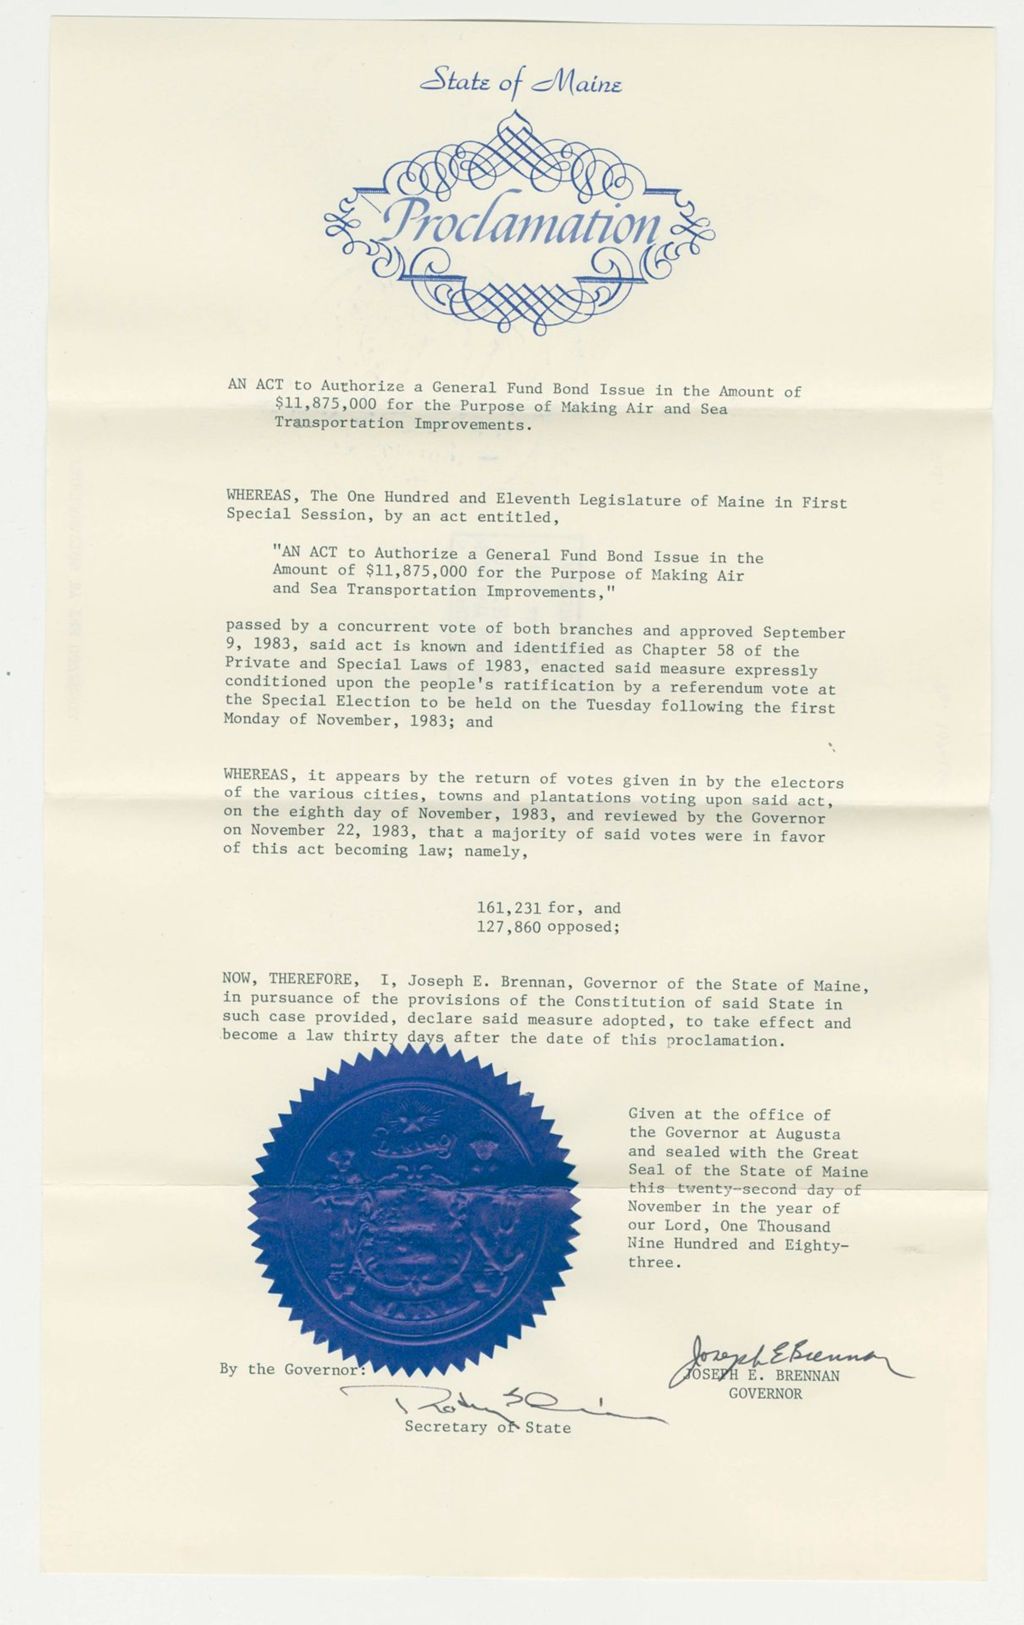 State of Maine
Proclamation
AN ACT to Authorize a General Fund Bond Issue in the Amount of
$11,875,000 for the Purpose of Making Air and Sea
Transportation Improvements.
WHEREAS, The One Hundred and Eleventh Legislature of Maine in First
Special Session, by an act entitled,
"AN ACT to Authorize a General Fund Bond Issue in the
Amount of $11,875,000 for the Purpose of Making Air
and Sea Transportation Improvements,"
passed by a concurrent vote of both branches and approved September
9, 1983, said act is known and identified as Chapter 58 of the
Private and Special Laws of 1983, enacted said measure expressly
conditioned upon the people's ratification by a referendum vote at
the Special Election to be held on the Tuesday following the first
Monday of November, 1983; and
WHEREAS, it appears by the return of votes given in by the electors
of the various cities, towns and plantations voting upon said act,
on the eighth day of November, 1983, and reviewed by the Governor
on November 22, 1983, that a majority of said votes were in favor
of this act becoming law; namely,
161,231 for, and
127,860 opposed;
NOW, THEREFORE, I, Joseph E. Brennan, Governor of the State of Maine,
in pursuance of the provisions of the Constitution of said State in
such case provided, declare said measure adopted, to take effect and
become a law thirty days after the date of this proclamation.
Given at the office of
the Governor at Augusta
and sealed with the Great
Seal of the State of Maine
this twenty-second day of
November in the year of
our Lord, One Thousand
Nine Hundred and Eighty-
three.
Dirigo
MAINE
Joseph E Brennan
By the Governor:
JOSEPH E. BRENNAN
GOVERNOR
Secretary of State